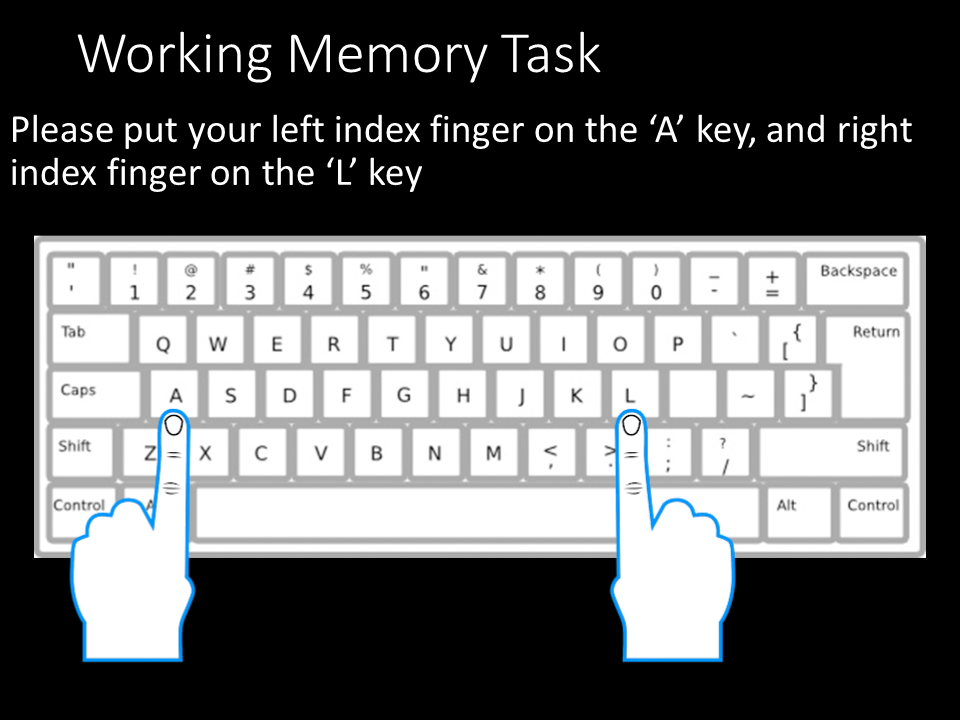 Working Memory Task
Please put your left index finger on the ‘A’ key, and right
index finger on the ‘L’ key
" ! @ # $ % " & * ( ) _ + Backspace
' 1 2 3 4 5 6 7 8 9 0 - =
Tab Q W E R T Y U I O P ` { [ Return
Caps A S D F G H J K L ~ } ]
Shift Z X C V B N M < , > . : ; ? / Shift
Control A Alt Control